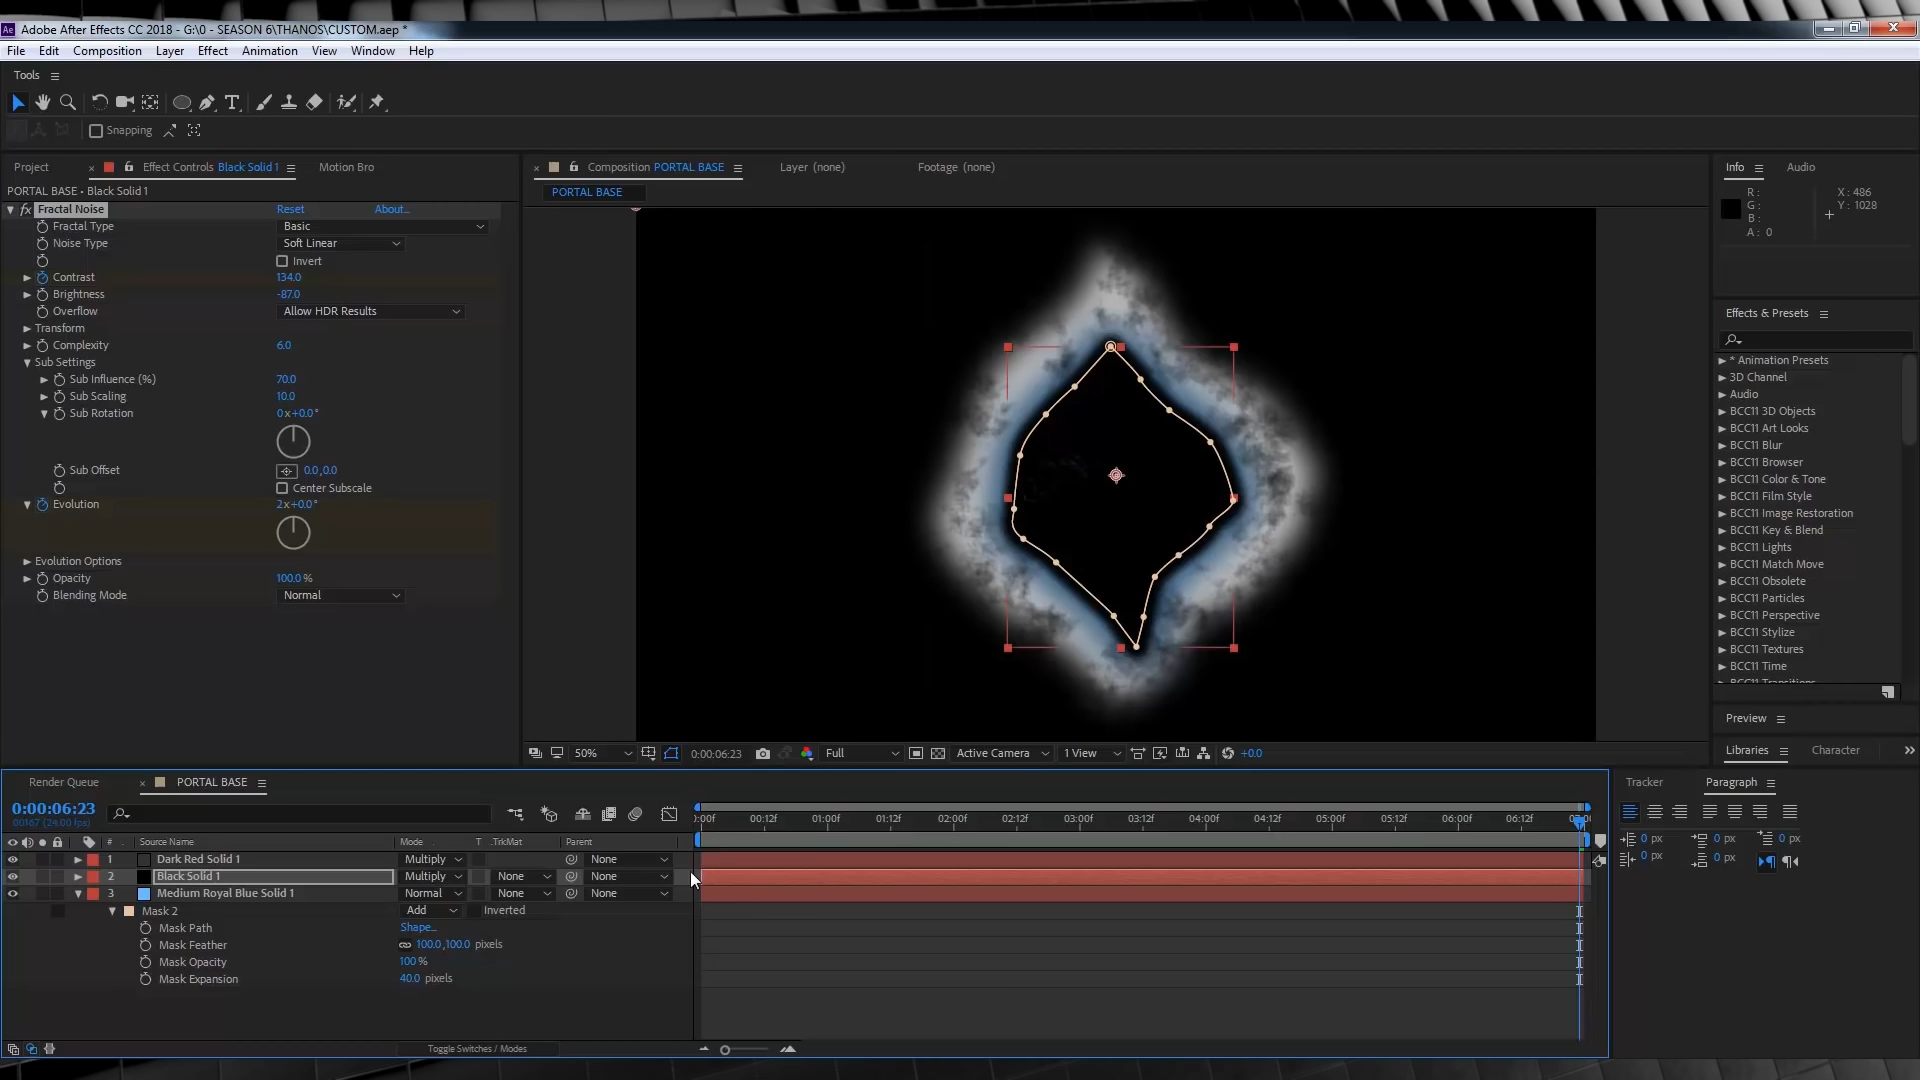 Adobe After Effects CC 2018 - G:\0 - SEASON 6\THANOS\CUSTOM.aep *
File Edit Composition Layer Effect Animation View Window Help
Tools
Snapping
Project Effect Controls Black Solid 1 Motion Bro
PORTAL BASE • Black Solid 1
fx Fractal Noise Reset About...
Fractal Type Basic
Noise Type Soft Linear
Invert
Contrast 134.0
Brightness -87.0
Overflow Allow HDR Results
Transform
Complexity 6.0
Sub Settings
Sub Influence (%) 70.0
Sub Scaling 10.0
Sub Rotation 0x+0.0°
Sub Offset 0.0,0.0
Center Subscale
Evolution 2x+0.0°
Evolution Options
Opacity 100.0 %
Blending Mode Normal
Composition PORTAL BASE Layer (none) Footage (none)
PORTAL BASE
50% 0:00:06:23 Full Active Camera 1 View +0.0
Info Audio
R: X: 486
G: Y: 1028
B:
A: 0
Effects & Presets
* Animation Presets
3D Channel
Audio
BCC11 3D Objects
BCC11 Art Looks
BCC11 Blur
BCC11 Browser
BCC11 Color & Tone
BCC11 Film Style
BCC11 Image Restoration
BCC11 Key & Blend
BCC11 Lights
BCC11 Match Move
BCC11 Obsolete
BCC11 Particles
BCC11 Perspective
BCC11 Stylize
BCC11 Textures
BCC11 Time
BCC11 Transitions
Preview
Libraries Character
Tracker Paragraph
0 px 0 px 0 px
0 px 0 px
Render Queue PORTAL BASE
0:00:06:23
00167 (24.00 fps)
# Source Name Mode T .TrkMat Parent
1 Dark Red Solid 1 Multiply None
2 Black Solid 1 Multiply None None
3 Medium Royal Blue Solid 1 Normal None None
Mask 2 Add Inverted
Mask Path Shape...
Mask Feather 100.0,100.0 pixels
Mask Opacity 100 %
Mask Expansion 40.0 pixels
Toggle Switches / Modes
):00f 00:12f 01:00f 01:12f 02:00f 02:12f 03:00f 03:12f 04:00f 04:12f 05:00f 05:12f 06:00f 06:12f